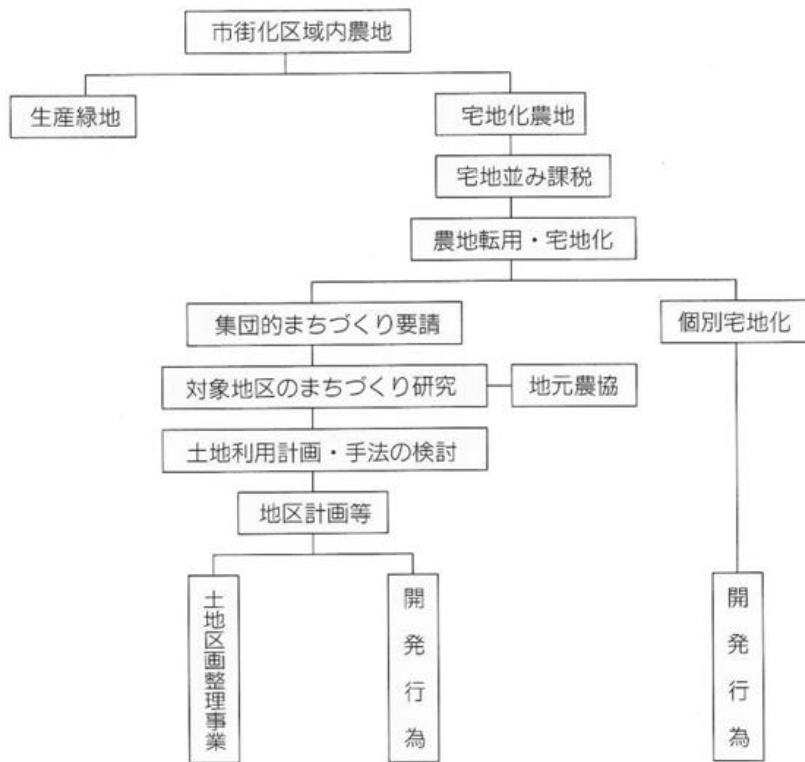 市街化区域内農地
生産緑地
宅地化農地
宅地並み課税
農地転用・宅地化
集団的まちづくり要請
個別宅地化
対象地区のまちづくり研究
地元農協
土地利用計画・手法の検討
地区計画等
土地区画整理事業
開発行為
開発行為